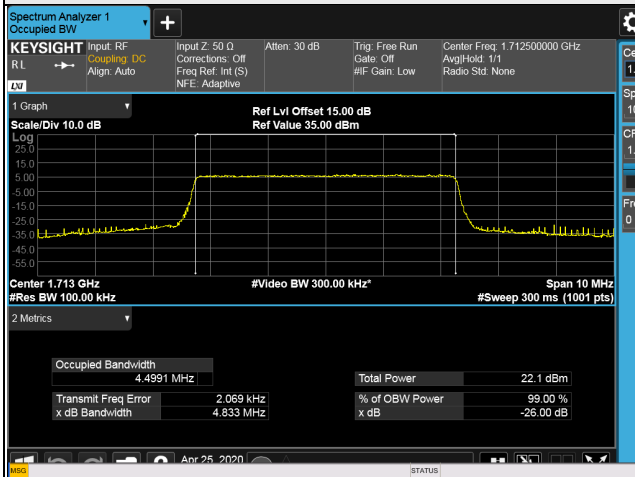 Spectrum Analyzer 1
Occupied BW
KEYSIGHT
R L
LXI
Input: RF
Coupling: DC
Align: Auto
Input Z: 50 Ω
Corrections: Off
Freq Ref: Int (S)
NFE: Adaptive
Atten: 30 dB
Trig: Free Run
Gate: Off
#IF Gain: Low
Center Freq: 1.712500000 GHz
Avg|Hold: 1/1
Radio Std: None
1 Graph
Scale/Div 10.0 dB
Ref Lvl Offset 15.00 dB
Ref Value 35.00 dBm
Log
25.0
15.0
5.00
-5.00
-15.0
-25.0
-35.0
-45.0
-55.0
Center 1.713 GHz
#Video BW 300.00 kHz*
Span 10 MHz
#Res BW 100.00 kHz
#Sweep 300 ms (1001 pts)
2 Metrics
Occupied Bandwidth
4.4991 MHz
Total Power 22.1 dBm
Transmit Freq Error 2.069 kHz
% of OBW Power 99.00 %
x dB Bandwidth 4.833 MHz
x dB -26.00 dB
Apr 25, 2020
MSG
STATUS